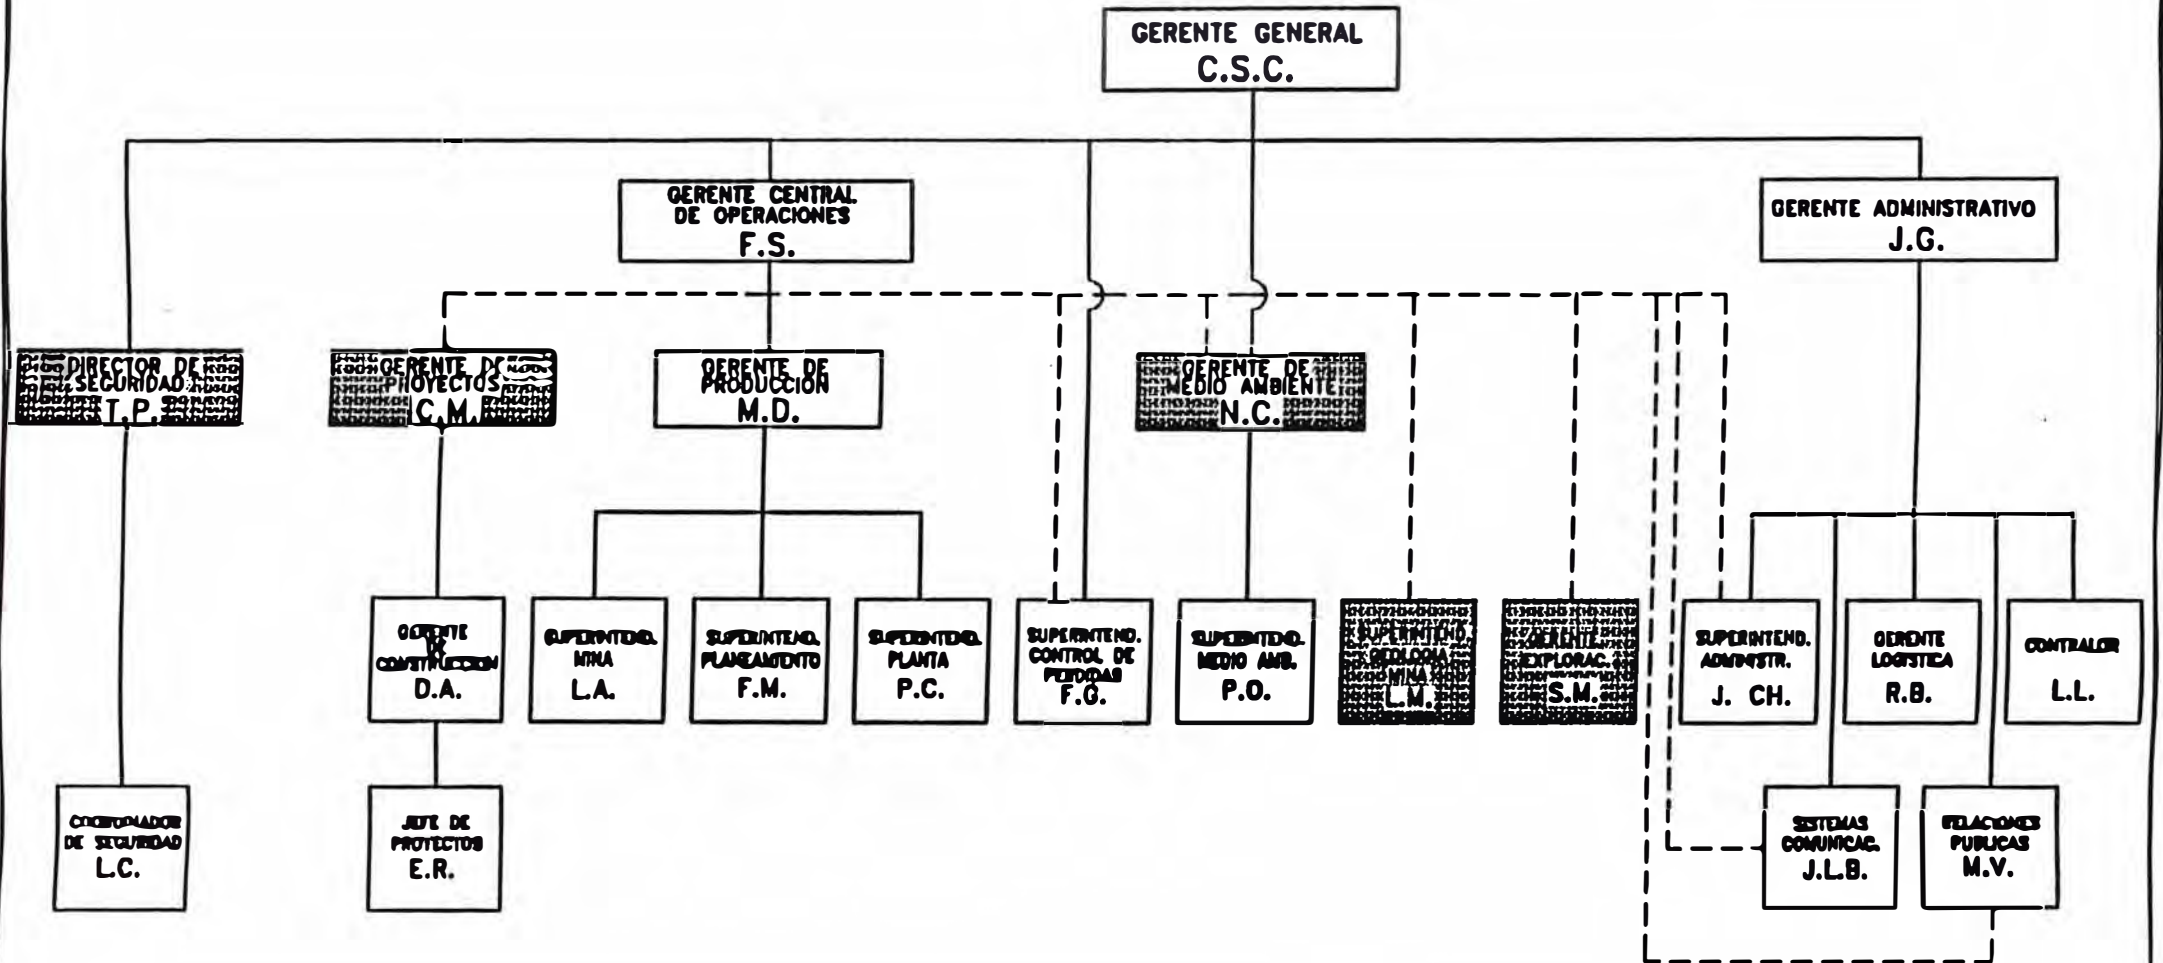 GERENTE GENERAL
C.S.C.
GERENTE CENTRAL
DE OPERACIONES
F.S.
GERENTE ADMINISTRATIVO
J.G.
DIRECTOR DE
SEGURIDAD
T.P.
GERENTE DE
PROYECTOS
C.M.
GERENTE DE
PRODUCCION
M.D.
GERENTE DE
MEDIO AMBIENTE
N.C.
GERENTE
DE
CONSTRUCCION
D.A.
SUPERINTEND.
MINA
L.A.
SUPERINTEND.
PLANEAMIENTO
F.M.
SUPERINTEND.
PLANTA
P.C.
SUPERINTEND.
CONTROL DE
PERDIDAS
F.G.
SUPERINTEND.
MEDIO AMB.
P.O.
SUPERINTEND.
GEOLOGIA
MINA
L.M.
GERENTE
EXPLORAC.
S.M.
SUPERINTEND.
ADMINISTR.
J. CH.
GERENTE
LOGISTICA
R.B.
CONTRALOR
L.L.
COORDINADOR
DE SEGURIDAD
L.C.
JEFE DE
PROYECTOS
E.R.
SISTEMAS
COMUNICAC.
J.L.B.
RELACIONES
PUBLICAS
M.V.